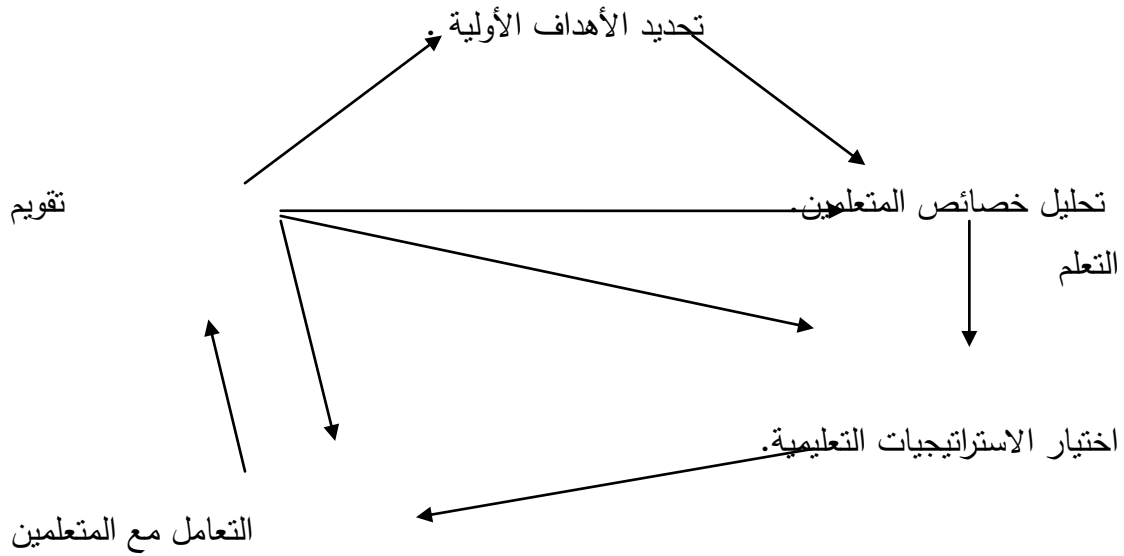 تحديد الأهداف الأولية .
تحليل خصائص المتعلمين. تقويم
التعلم
اختيار الاستراتيجيات التعليمية.
التعامل مع المتعلمين